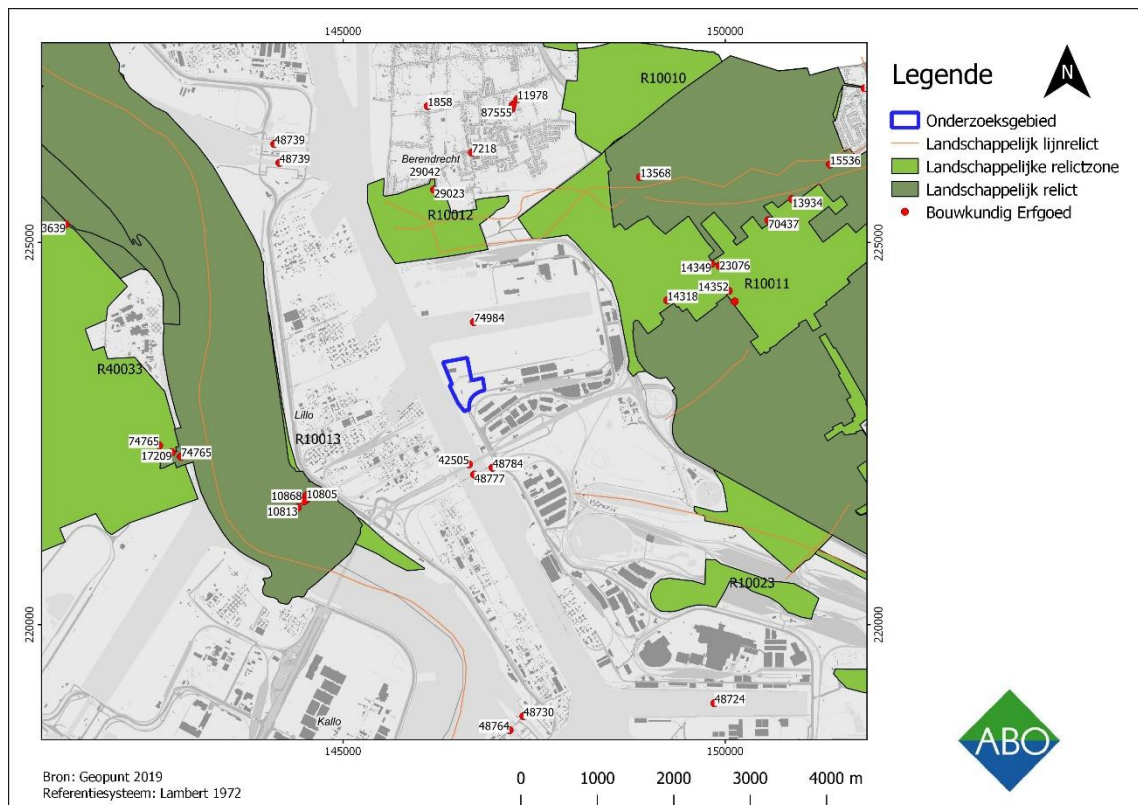 145000
150000
Legende
N
Onderzoeksgebied
Landschappelijk lijnrelict
Landschappelijke relictzone
Landschappelijk relict
Bouwkundig Erfgoed
R10010
11978
1858
87555
48739
7218
48739
Berendrecht
29042
15536
13568
29023
R10012
13934
70437
3639
225000
225000
14349
23076
14352
R10011
14318
74984
R40033
Lillo
R10013
74765
17209
74765
42505
48784
48777
10868
10805
10813
R10023
220000
220000
48724
48730
48764
Kallo
145000
150000
ABO
Bron: Geopunt 2019
Referentiesysteem: Lambert 1972
0 1000 2000 3000 4000 m